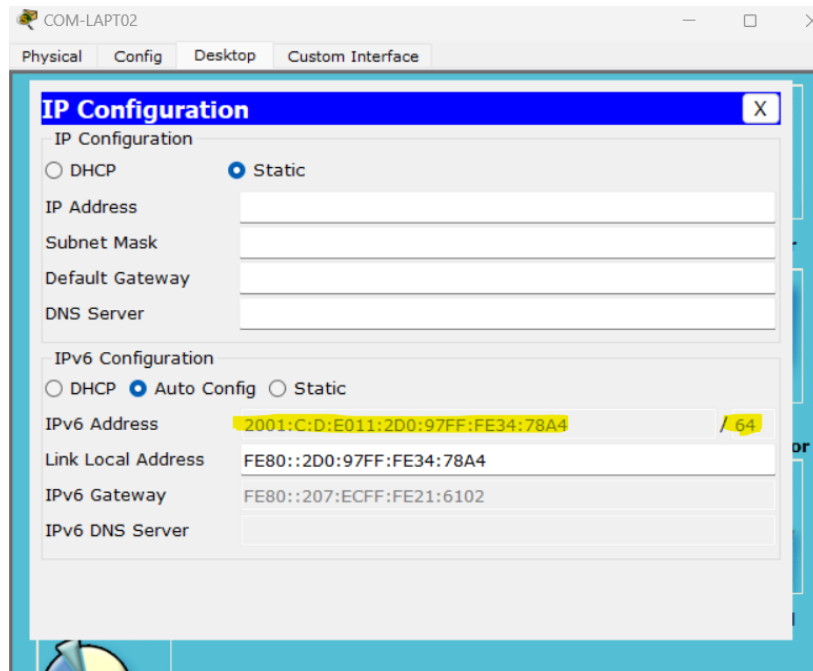 COM-LAPT02
Physical Config Desktop Custom Interface
IP Configuration X
IP Configuration
DHCP Static
IP Address
Subnet Mask
Default Gateway
DNS Server
IPv6 Configuration
DHCP Auto Config Static
IPv6 Address 2001:C:D:E011:2D0:97FF:FE34:78A4 / 64
Link Local Address FE80::2D0:97FF:FE34:78A4
IPv6 Gateway FE80::207:ECFF:FE21:6102
IPv6 DNS Server
or